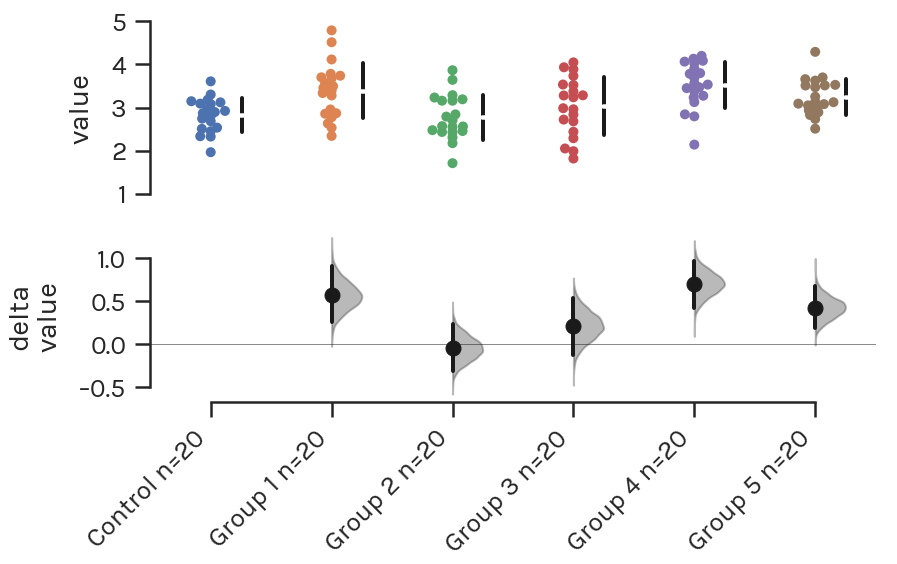 5
4
3
2
1
value
1.0
0.5
0.0
-0.5
delta
value
Control n=20
Group 1 n=20
Group 2 n=20
Group 3 n=20
Group 4 n=20
Group 5 n=20